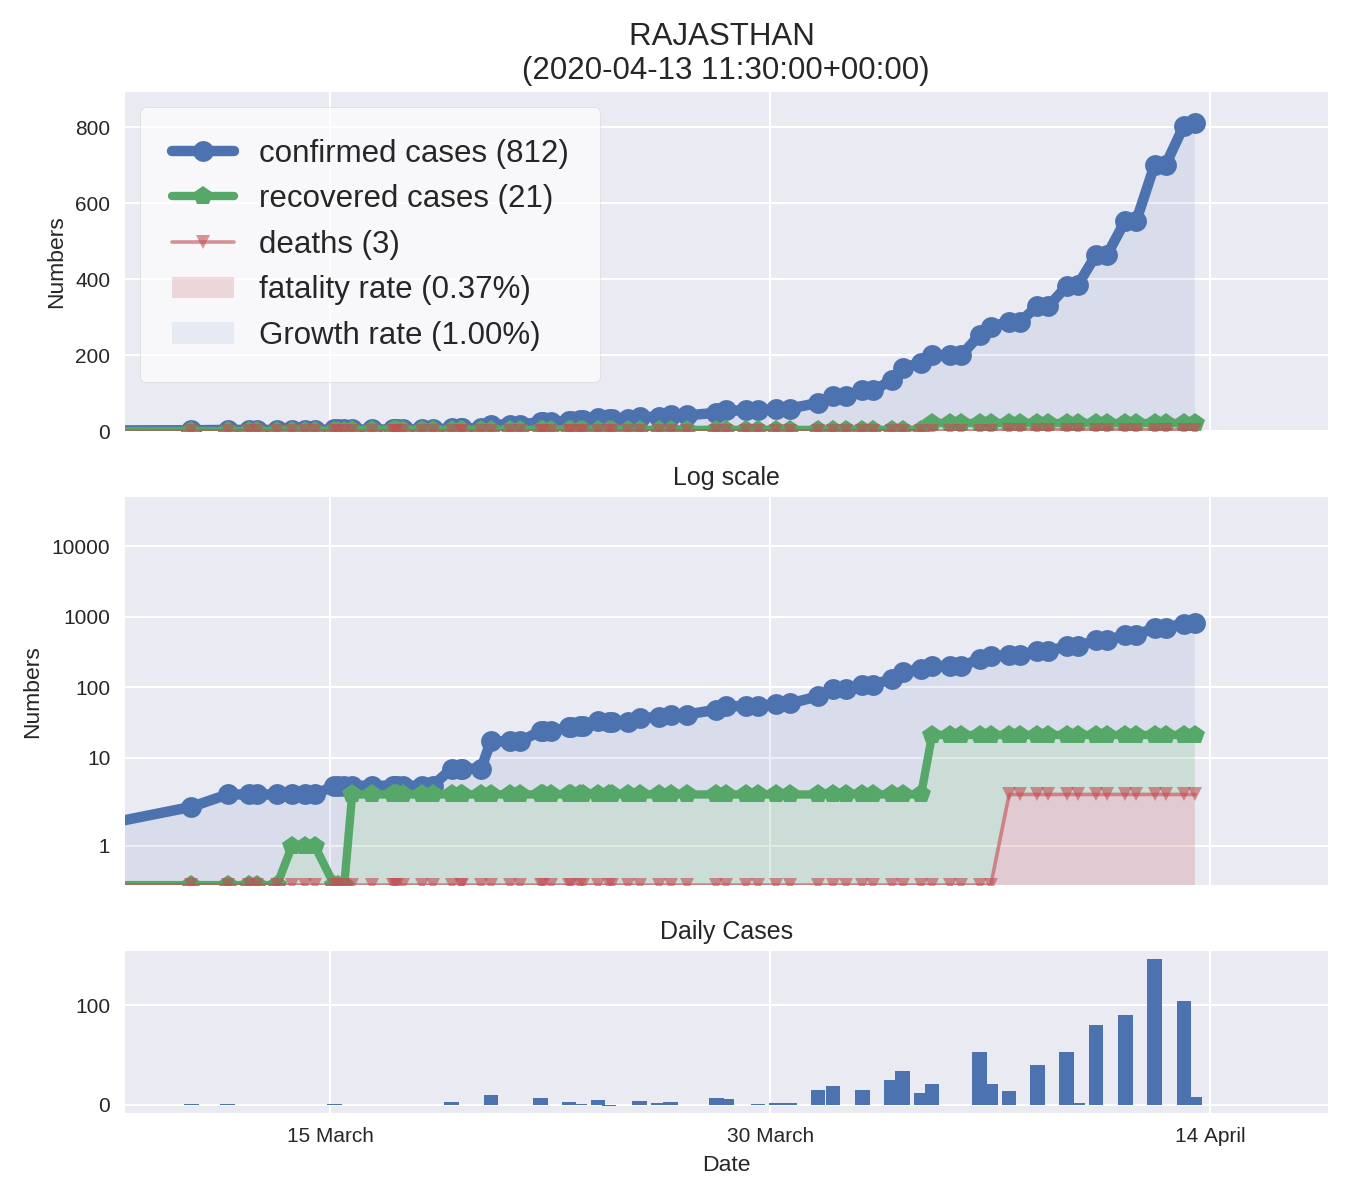 RAJASTHAN
(2020-04-13 11:30:00+00:00)
confirmed cases (812)
recovered cases (21)
deaths (3)
fatality rate (0.37%)
Growth rate (1.00%)
Numbers
800
600
400
200
0
Log scale
Numbers
10000
1000
100
10
1
Daily Cases
100
0
15 March
30 March
14 April
Date